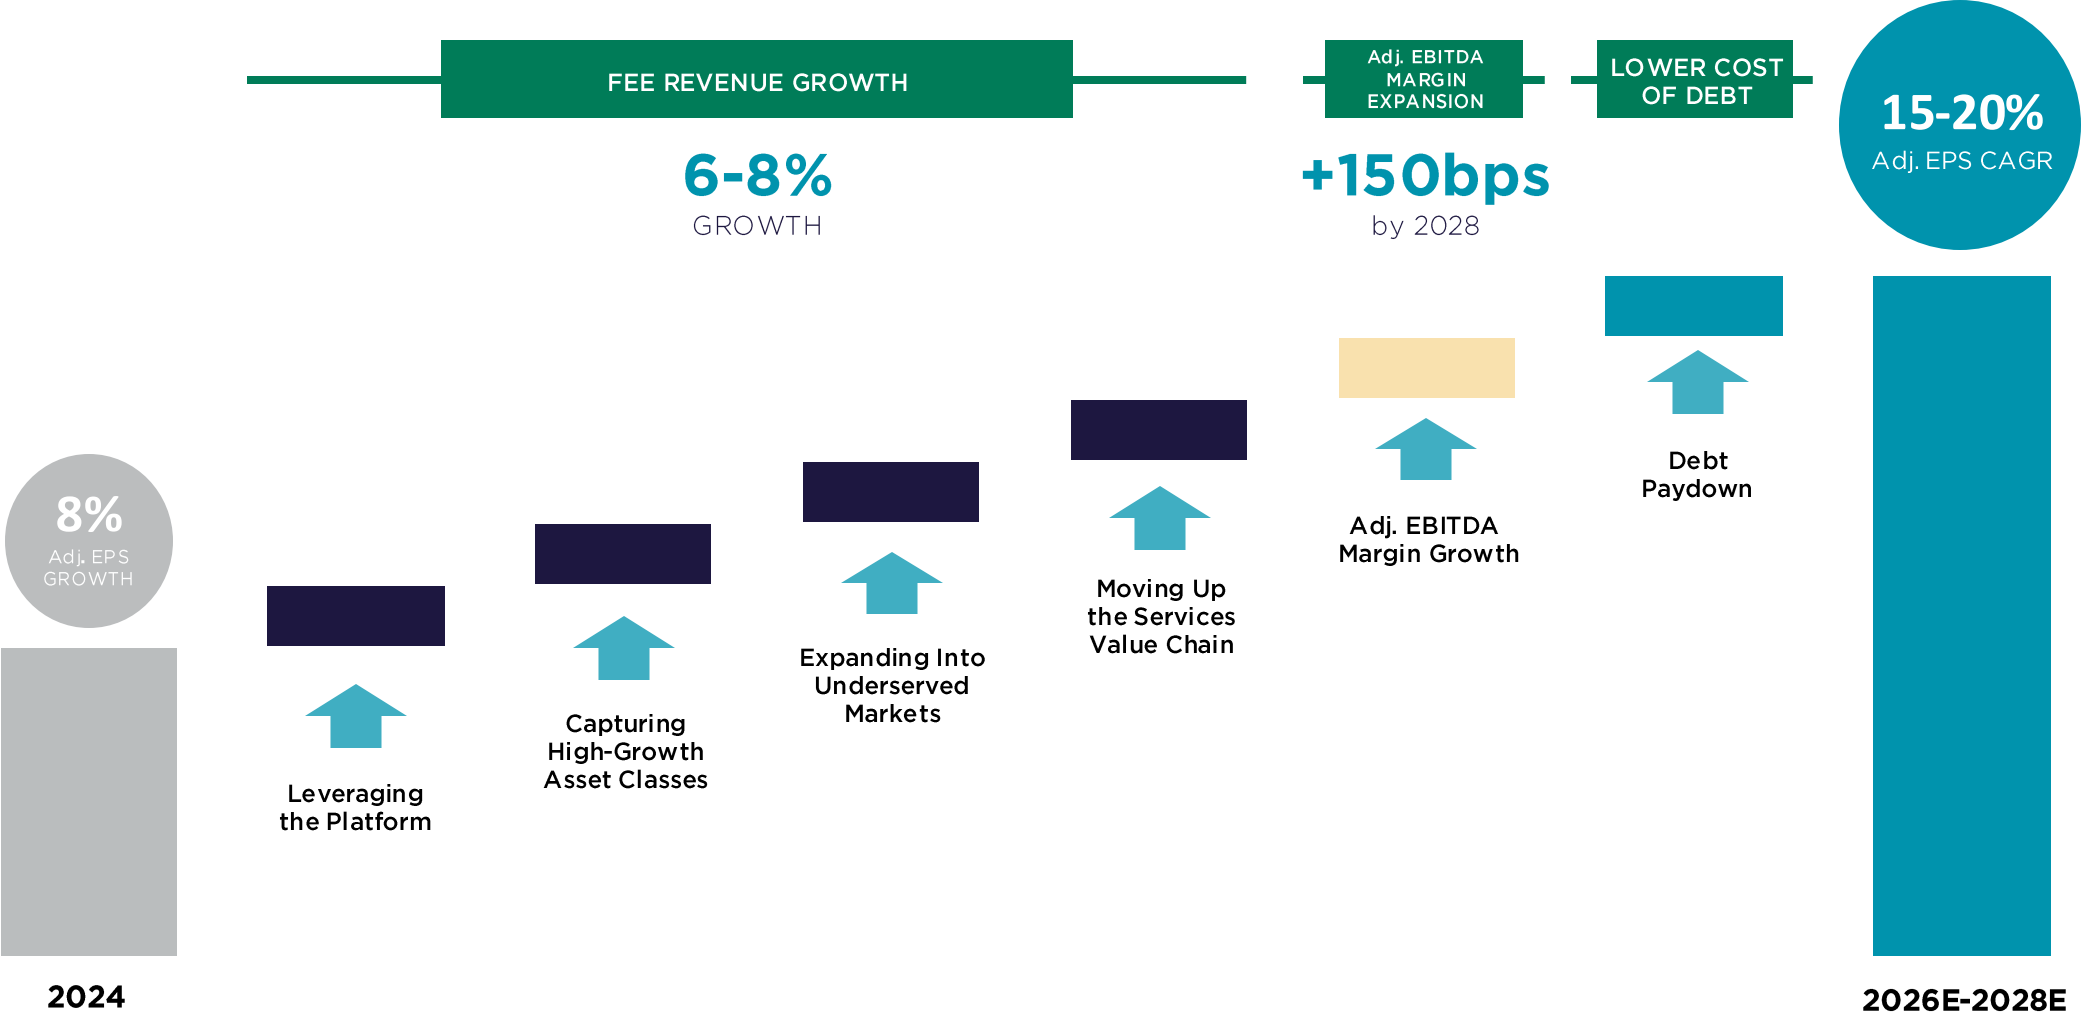 FEE REVENUE GROWTH
6-8%
GROWTH
Adj. EBITDA
MARGIN
EXPANSION
+150bps
by 2028
LOWER COST
OF DEBT
15-20%
Adj. EPS CAGR
8%
Adj. EPS
GROWTH
Leveraging
the Platform
Capturing
High-Growth
Asset Classes
Expanding Into
Underserved
Markets
Moving Up
the Services
Value Chain
Adj. EBITDA
Margin Growth
Debt
Paydown
2024
2026E-2028E